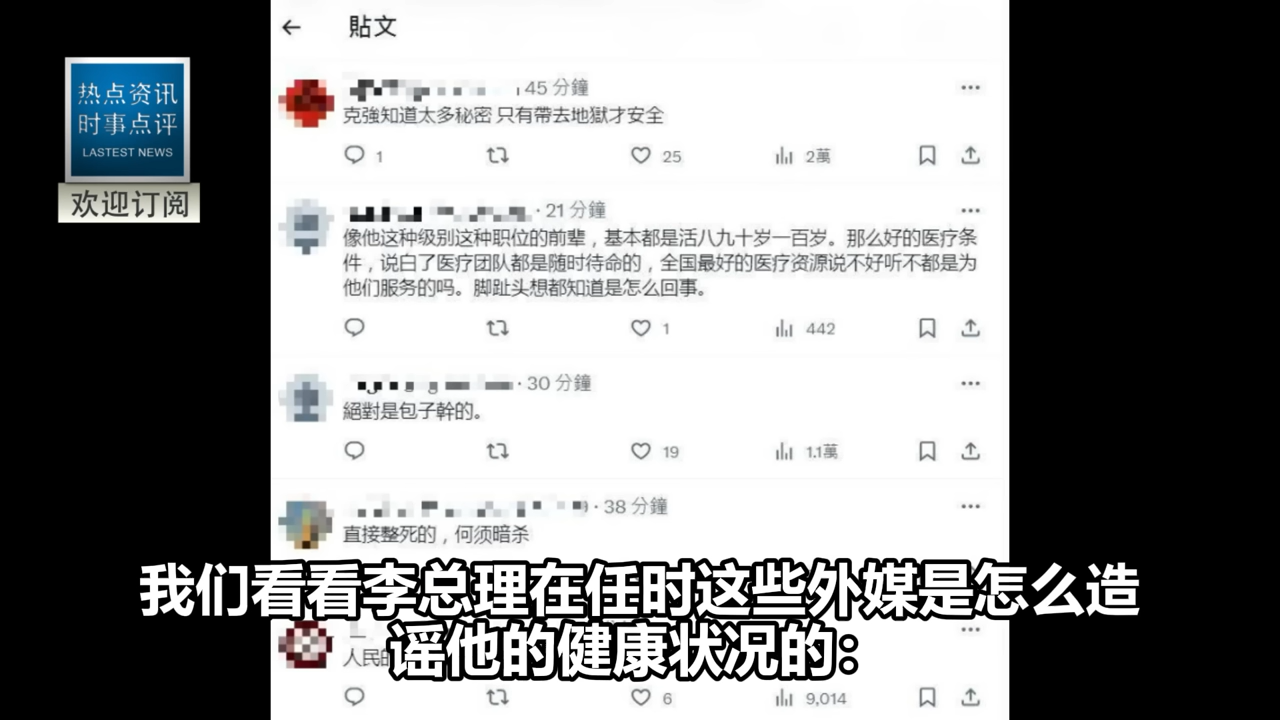 貼文
热点资讯
时事点评
LASTEST NEWS
欢迎订阅
45 分鐘
克強知道太多秘密 只有帶去地獄才安全
1 25 2萬
· 21 分鐘
像他这种级别这种职位的前辈，基本都是活八九十岁一百岁。那么好的医疗条
件，说白了医疗团队都是随时待命的，全国最好的医疗资源说不好听不都是为
他们服务的吗。脚趾头想都知道是怎么回事。
1 442
· 30 分鐘
絕對是包子幹的。
19 1.1萬
· 38 分鐘
直接整死的，何须暗杀
我们看看李总理在任时这些外媒是怎么造
谣他的健康状况的：
人民的
6 9,014